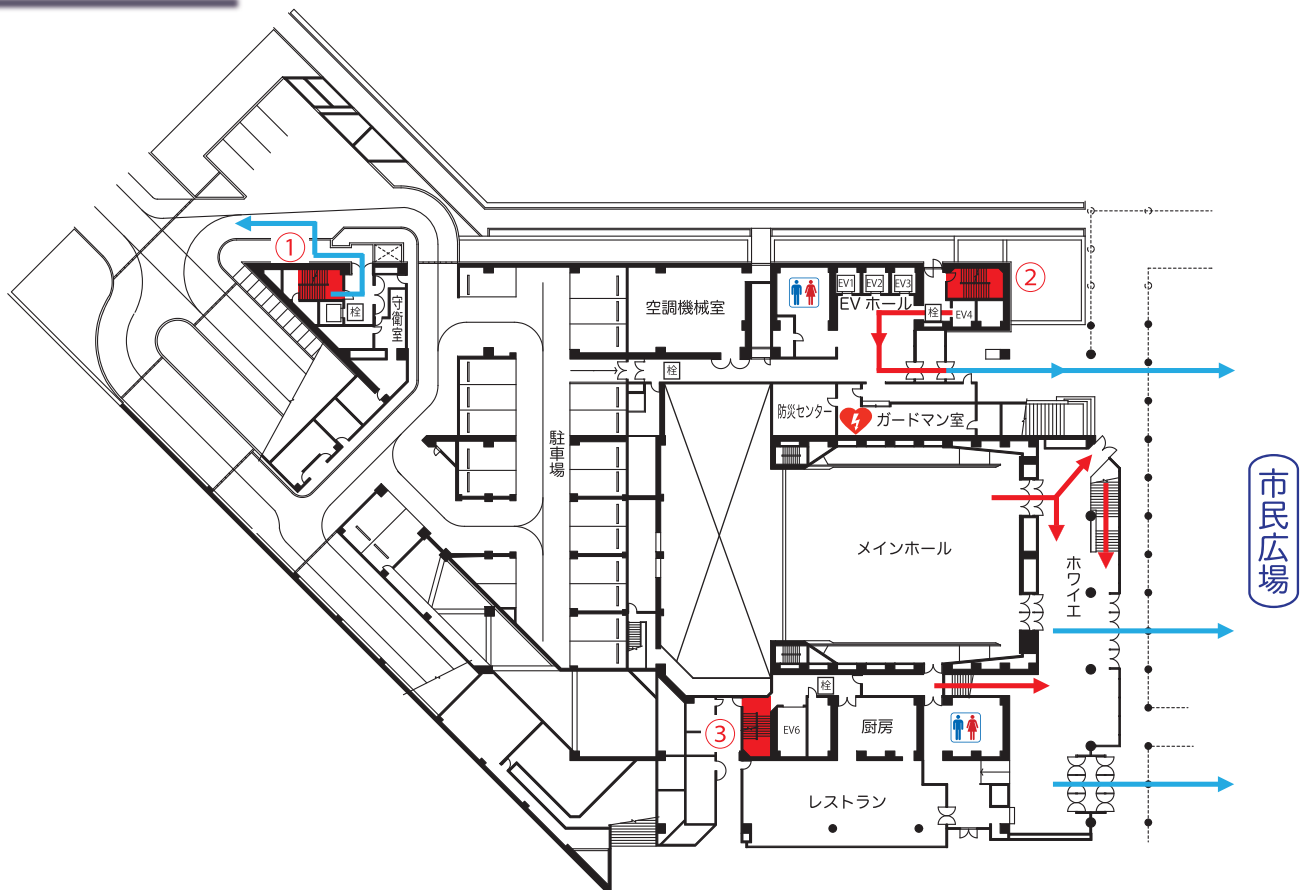 ①
栓
守衛室
空調機械室
EV1
EV2
EV3
EVホール
栓
EV4
②
栓
防災センター
ガードマン室
駐車場
メインホール
ホワイエ
市民広場
栓
③
EV6
厨房
レストラン